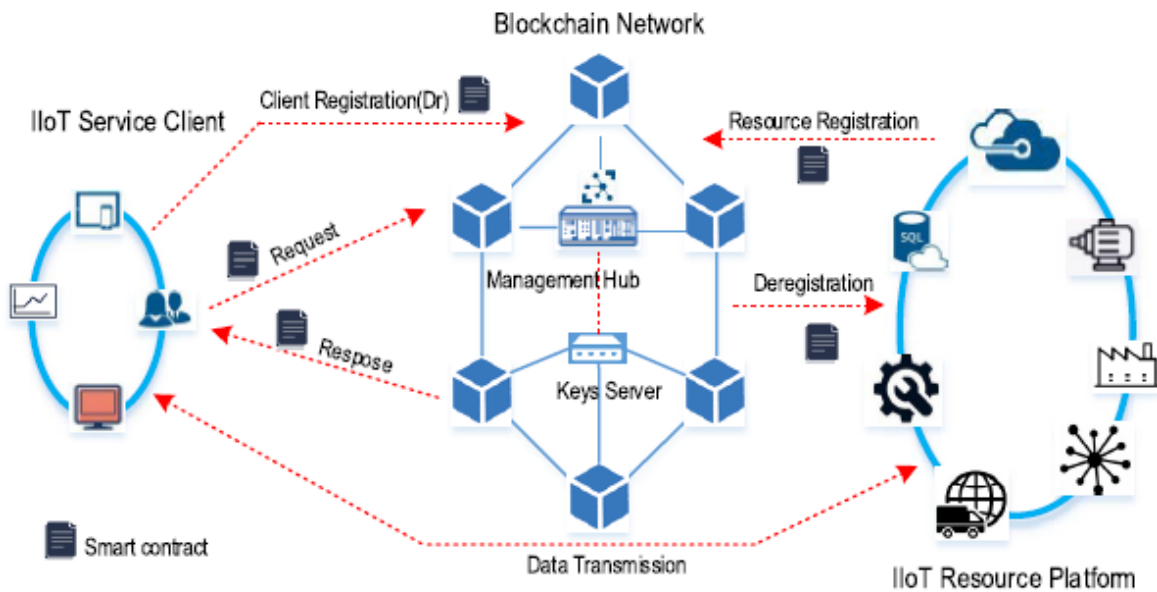 Blockchain Network
Client Registration(Dr)
IIoT Service Client
Resource Registration
Request
SQL
Management Hub
Deregistration
Respose
Keys Server
Smart contract
Data Transmission
IIoT Resource Platform